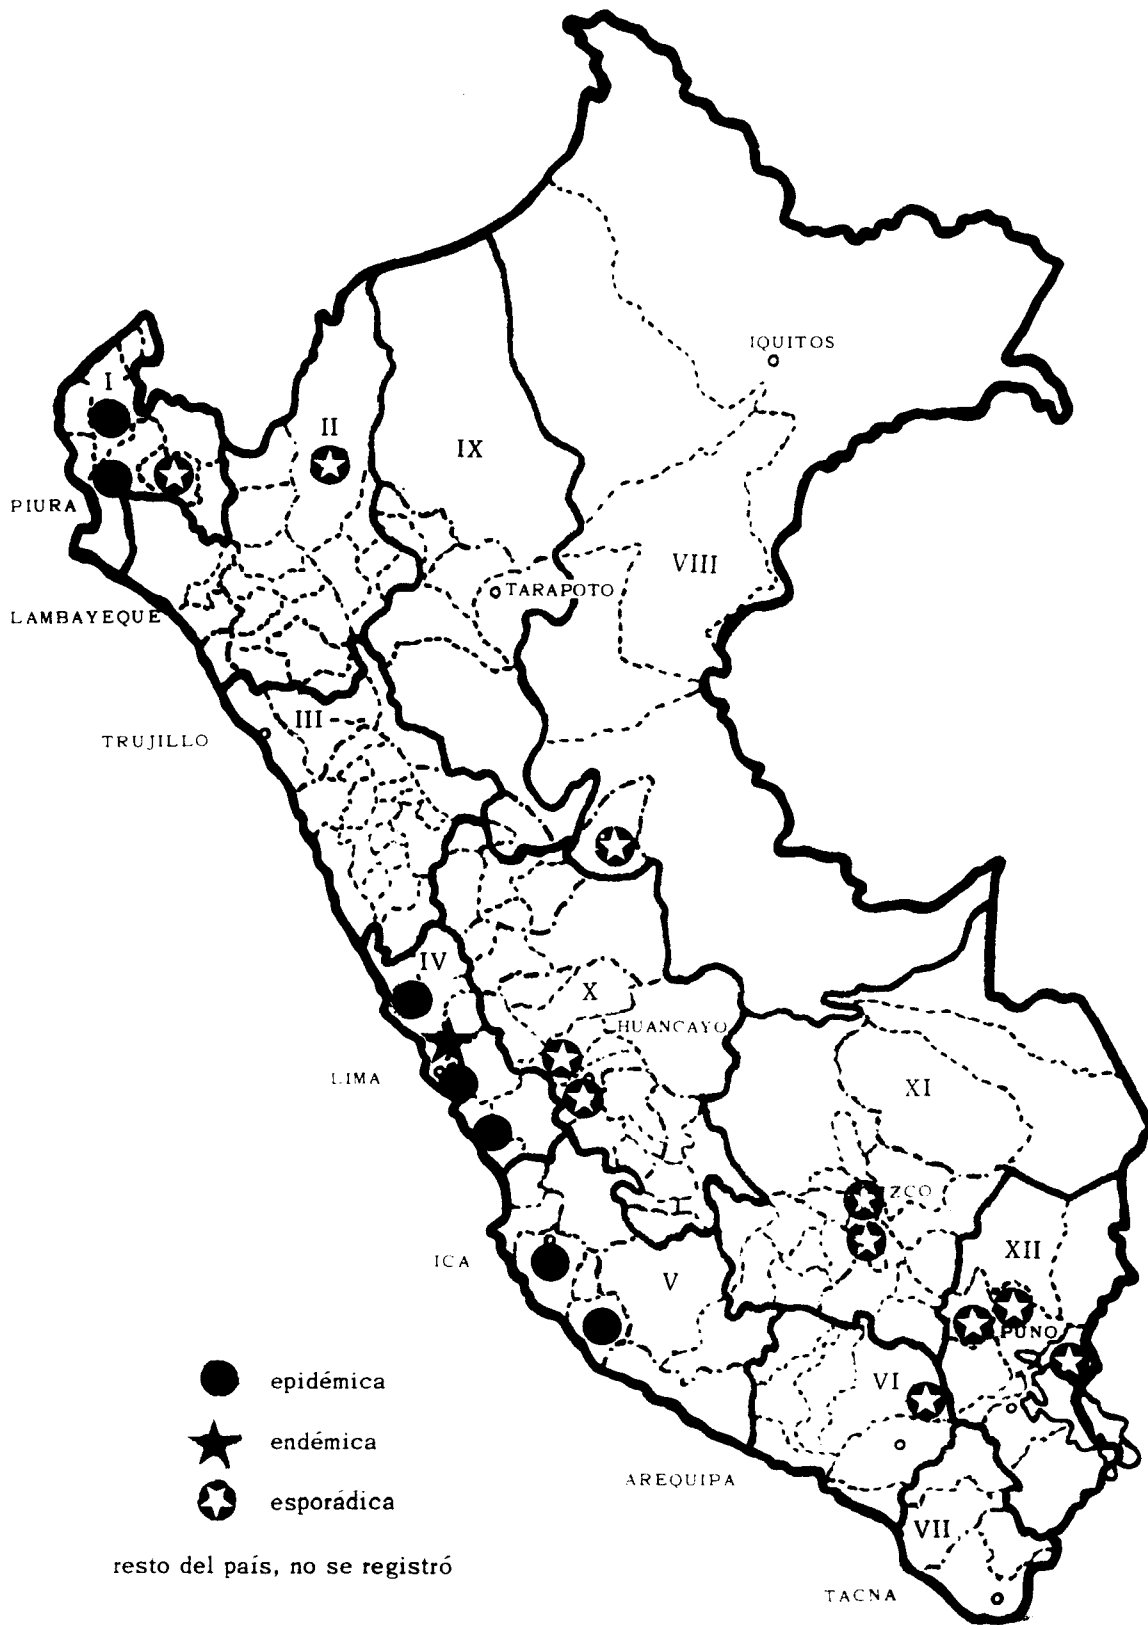 IQUITOS
I
II
IX
PIURA
VIII
TARAPOTO
LAMBAYEQUE
III
TRUJILLO
IV
X
HUANCAYO
LIMA
XI
ZCO
XII
ICA
V
PUNO
VI
AREQUIPA
VII
TACNA
epidémica
endémica
esporádica
resto del país, no se registró